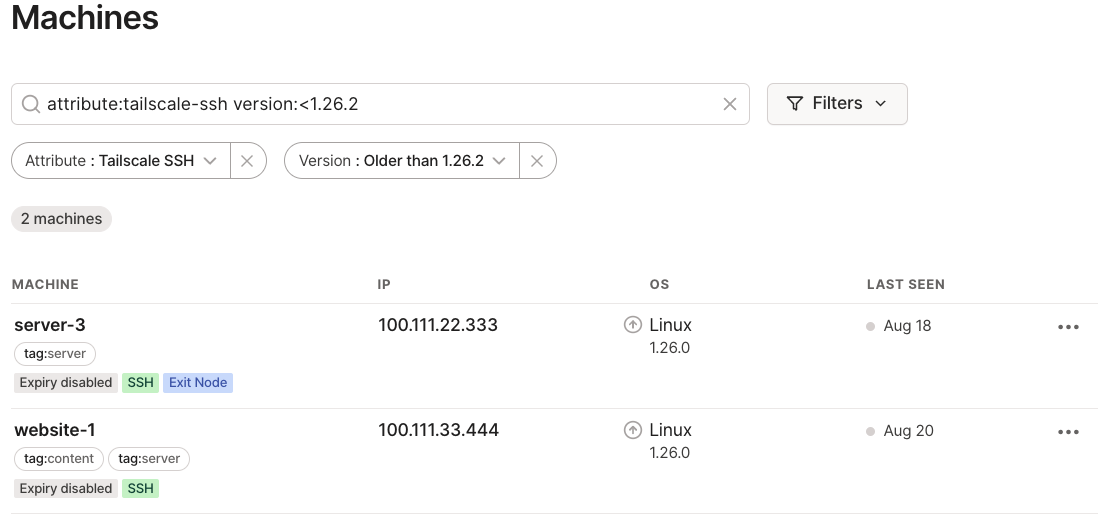 Machines
attribute:tailscale-ssh version:<1.26.2
Filters
Attribute : Tailscale SSH
Version : Older than 1.26.2
2 machines
MACHINE IP OS LAST SEEN
server-3 100.111.22.333 Linux Aug 18
1.26.0
tag:server
Expiry disabled SSH Exit Node
website-1 100.111.33.444 Linux Aug 20
1.26.0
tag:content tag:server
Expiry disabled SSH